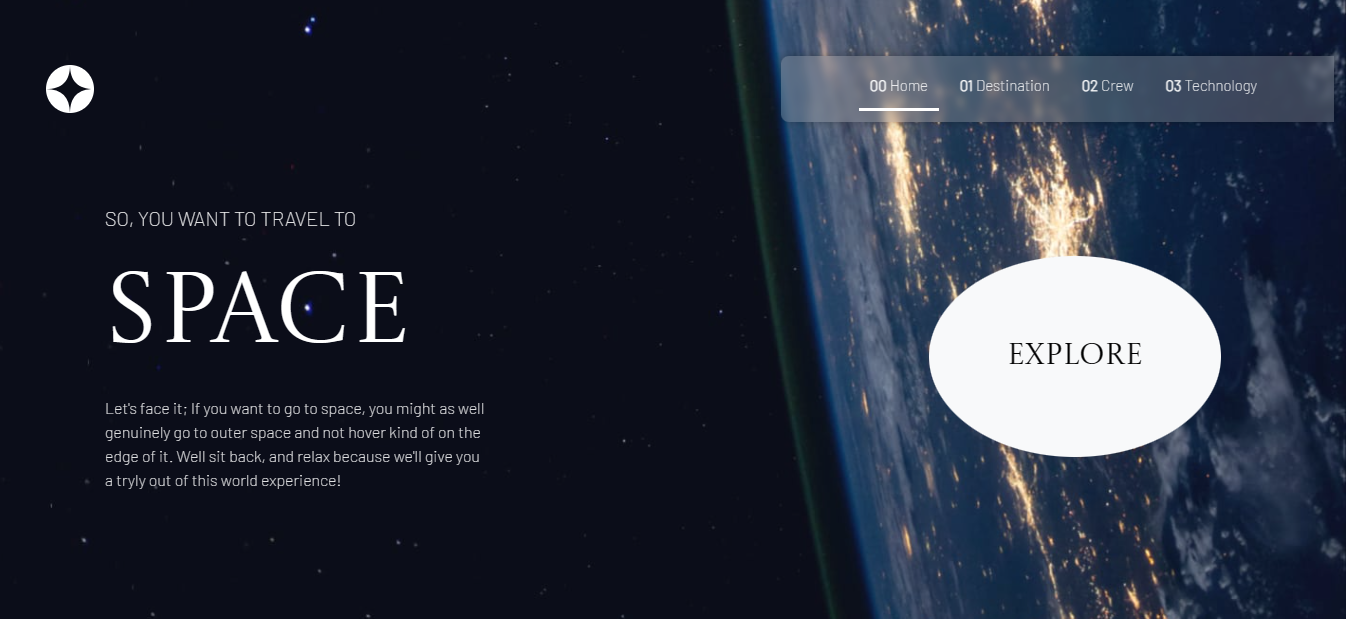 00 Home 01 Destination 02 Crew 03 Technology
SO, YOU WANT TO TRAVEL TO
SPACE
Let's face it; If you want to go to space, you might as well
genuinely go to outer space and not hover kind of on the
edge of it. Well sit back, and relax because we'll give you
a tryly out of this world experience!
EXPLORE